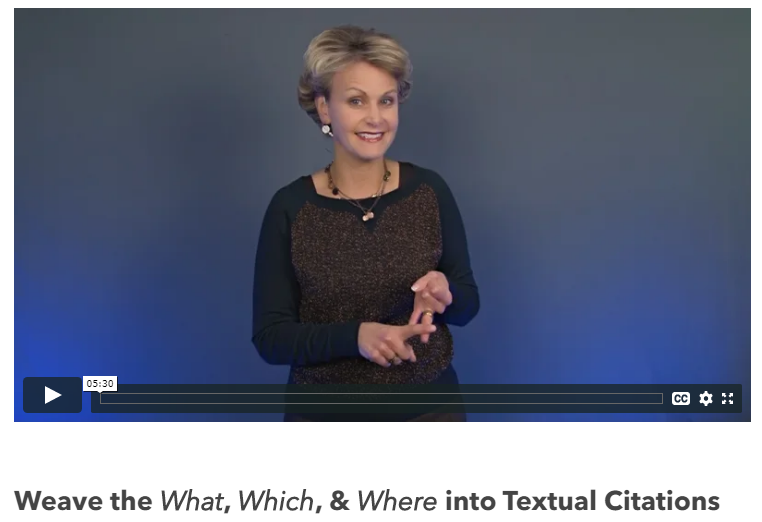 05:30
CC
Weave the What, Which, & Where into Textual Citations